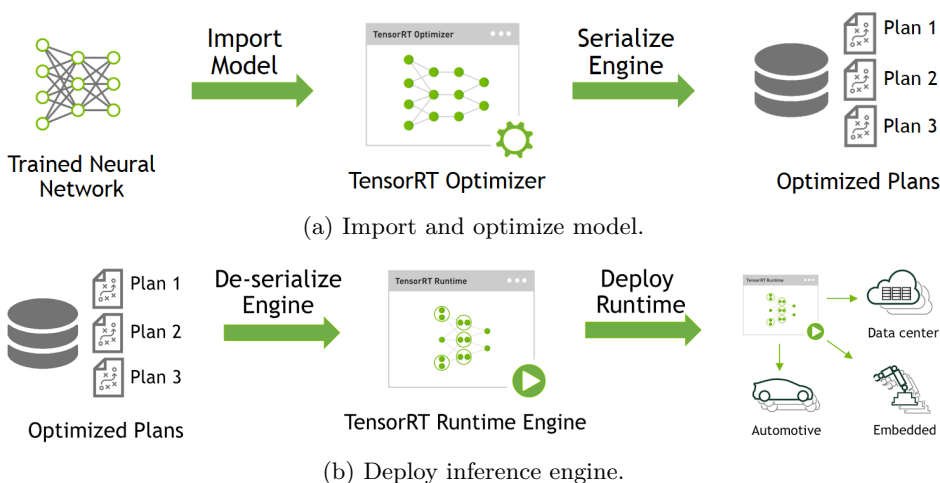 Import
Model
TensorRT Optimizer
Serialize
Engine
Plan 1
Plan 2
Plan 3
Trained Neural
Network
TensorRT Optimizer
Optimized Plans
(a) Import and optimize model.
Plan 1
Plan 2
Plan 3
De-serialize
Engine
TensorRT Runtime
Deploy
Runtime
TensorRT Runtime
Data center
Automotive
Embedded
Optimized Plans
TensorRT Runtime Engine
(b) Deploy inference engine.